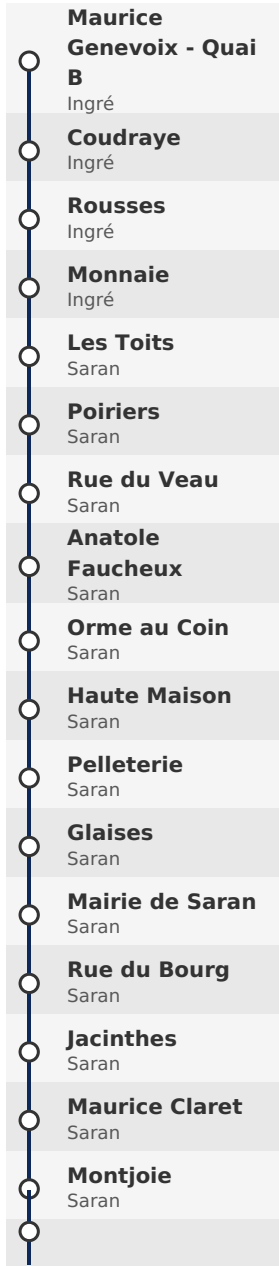 Maurice
Genevoix - Quai
B
Ingré
Coudraye
Ingré
Rousses
Ingré
Monnaie
Ingré
Les Toits
Saran
Poiriers
Saran
Rue du Veau
Saran
Anatole
Faucheux
Saran
Orme au Coin
Saran
Haute Maison
Saran
Pelleterie
Saran
Glaises
Saran
Mairie de Saran
Saran
Rue du Bourg
Saran
Jacinthes
Saran
Maurice Claret
Saran
Montjoie
Saran